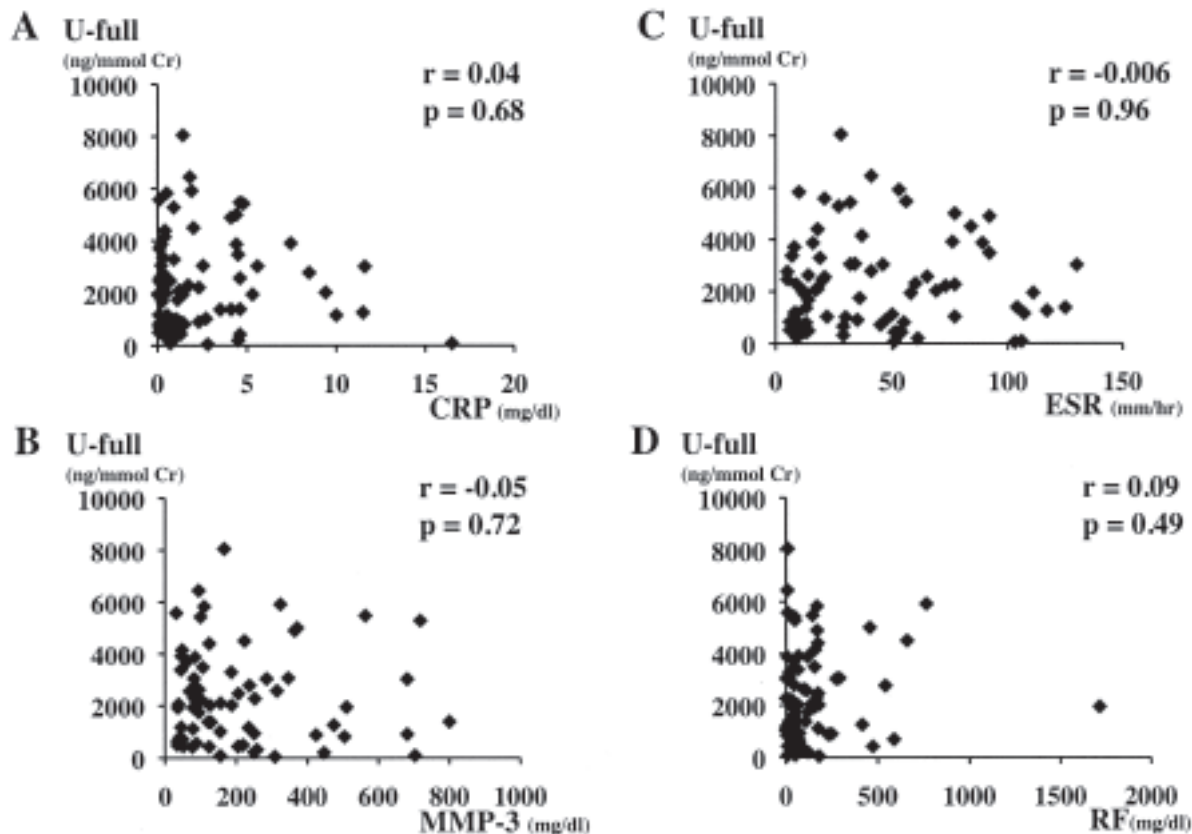 A U-full
(ng/mmol Cr)
r = 0.04
p = 0.68
10000
8000
6000
4000
2000
0
0 5 10 15 20
CRP (mg/dl)
C U-full
(ng/mmol Cr)
r = -0.006
p = 0.96
10000
8000
6000
4000
2000
0
0 50 100 150
ESR (mm/hr)
B U-full
(ng/mmol Cr)
r = -0.05
p = 0.72
10000
8000
6000
4000
2000
0
0 200 400 600 800 1000
MMP-3 (mg/dl)
D U-full
(ng/mmol Cr)
r = 0.09
p = 0.49
10000
8000
6000
4000
2000
0
0 500 1000 1500 2000
RF(mg/dl)